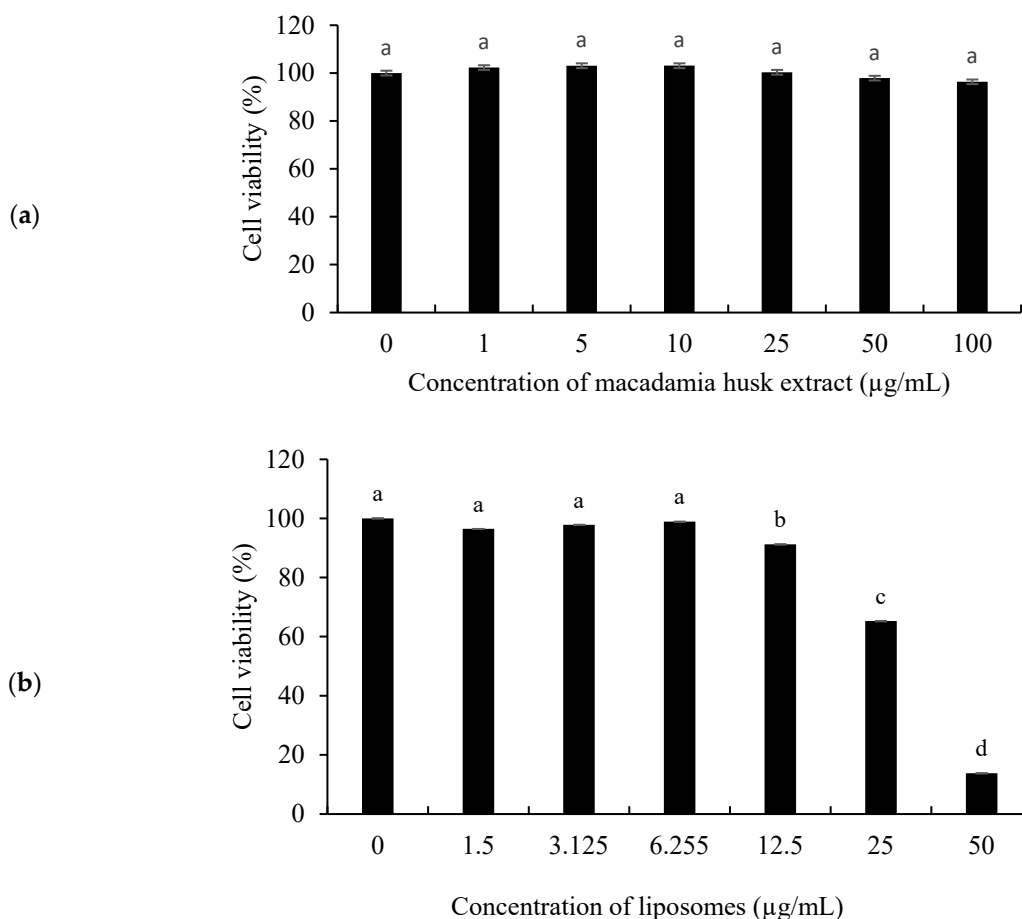 120
100
80
60
40
20
0
Cell viability (%)
a a a a a a a
(a)
0 1 5 10 25 50 100
Concentration of macadamia husk extract (µg/mL)
120
100
80
60
40
20
0
Cell viability (%)
a a a a b c d
(b)
0 1.5 3.125 6.255 12.5 25 50
Concentration of liposomes (µg/mL)